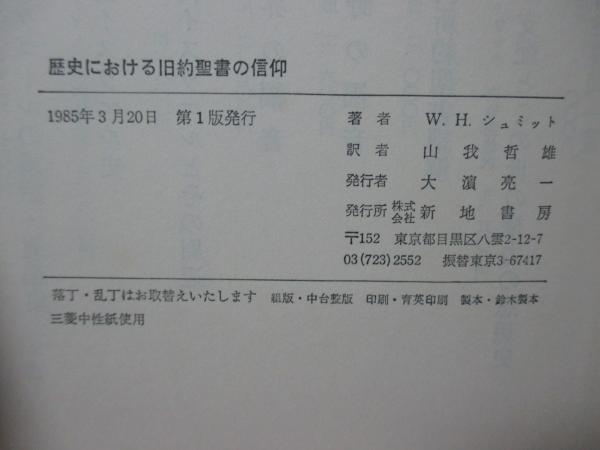 歴史における旧約聖書の信仰
1985年3月20日 第1版発行
著者 W. H. シュミット
訳者 山我哲雄
発行者 大濵亮一
発行所 株式会社 新地書房
〒152 東京都目黒区八雲2-12-7
03(723)2552 振替東京3-67417
落丁・乱丁はお取替えいたします 組版・中台整版 印刷・育英印刷 製本・鈴木製本
三菱中性紙使用